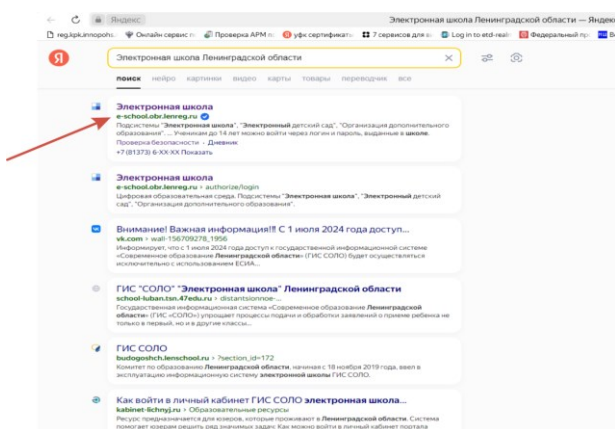 Яндекс
Электронная школа Ленинградской области — Яндек
reg.kpk.innopohs.
Онлайн сервис п
Проверка АРМ п
уфк сертификаты
7 сервисов для
Log in to etd-real
Федеральный пр
Я
Электронная школа Ленинградской области
поиск нейро картинки видео карты товары переводчик все
Электронная школа
e-school.obr.lenreg.ru
Подсистемы "Электронная школа", "Электронный детский сад", "Организация дополнительного
образования". ... Ученикам до 14 лет можно войти через логин и пароль, выданные в школе.
Проверка безопасности · Дневник
+7 (81373) 6-XX-XX Показать
Электронная школа
e-school.obr.lenreg.ru › authorize/login
Цифровая образовательная среда. Подсистемы "Электронная школа", "Электронный детский
сад", "Организация дополнительного образования".
Внимание! Важная информация!!! С 1 июля 2024 года доступ...
vk.com › wall-156709278_1956
Информирует, что с 1 июля 2024 года доступ к государственной информационной системе
«Современное образование Ленинградской области» (ГИС СОЛО) будет осуществляться
исключительно с использованием ЕСИА...
ГИС "СОЛО" "Электронная школа" Ленинградской области
school-luban.tsn.47edu.ru › distantsionnoe-...
Государственная информационная система «Современное образование Ленинградской
области» (ГИС «СОЛО») упрощает процессы подачи и обработки заявлений о приеме ребенка не
только в первый, но и в другие классы...
ГИС СОЛО
budogoshch.lenschool.ru › ?section_id=172
Комитет по образованию Ленинградской области, начиная с 18 ноября 2019 года, ввел в
эксплуатацию информационную систему электронной школы ГИС СОЛО.
Как войти в личный кабинет ГИС СОЛО электронная школа...
kabinet-lichnyj.ru › Образовательные ресурсы
Ресурс предназначается для юзеров, которые проживают в Ленинградской области. Система
помогает юзерам решить ряд значимых задач: Как можно войти в личный кабинет портала